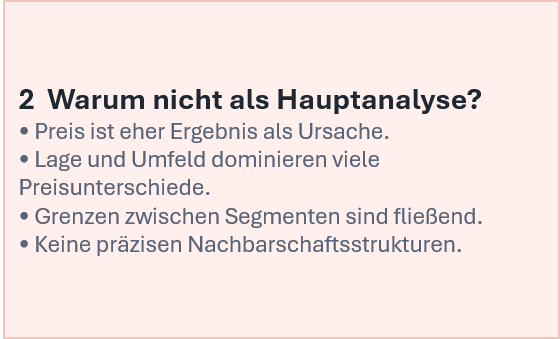 2 Warum nicht als Hauptanalyse?
• Preis ist eher Ergebnis als Ursache.
• Lage und Umfeld dominieren viele
Preisunterschiede.
• Grenzen zwischen Segmenten sind fließend.
• Keine präzisen Nachbarschaftsstrukturen.